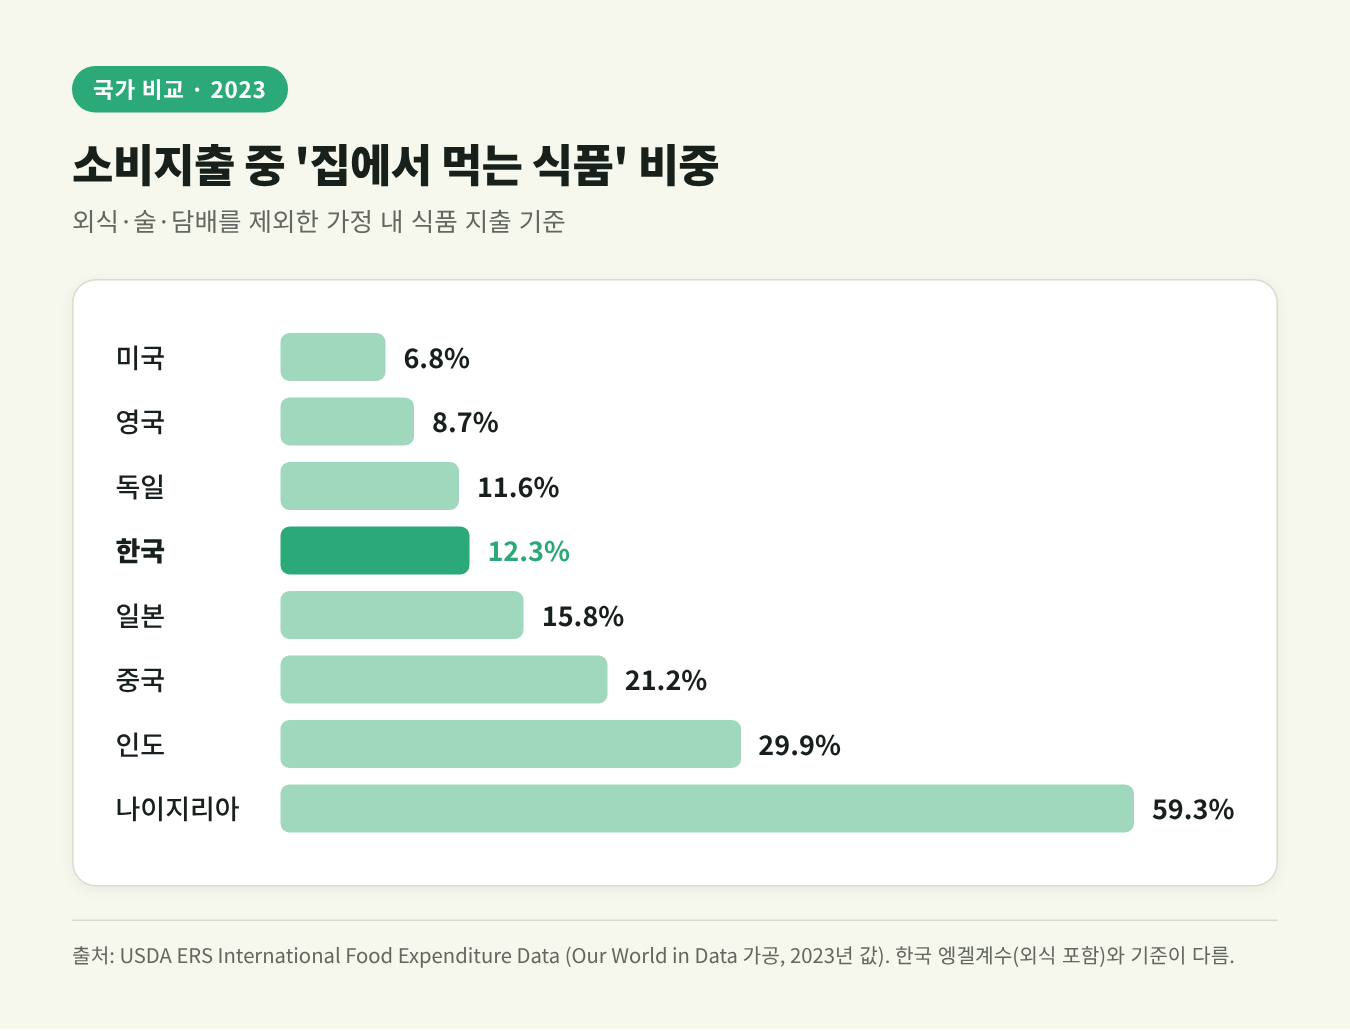 국가 비교 · 2023
소비지출 중 '집에서 먹는 식품' 비중
외식·술·담배를 제외한 가정 내 식품 지출 기준
미국 6.8%
영국 8.7%
독일 11.6%
한국 12.3%
일본 15.8%
중국 21.2%
인도 29.9%
나이지리아 59.3%
출처: USDA ERS International Food Expenditure Data (Our World in Data 가공, 2023년 값). 한국 엥겔계수(외식 포함)와 기준이 다름.